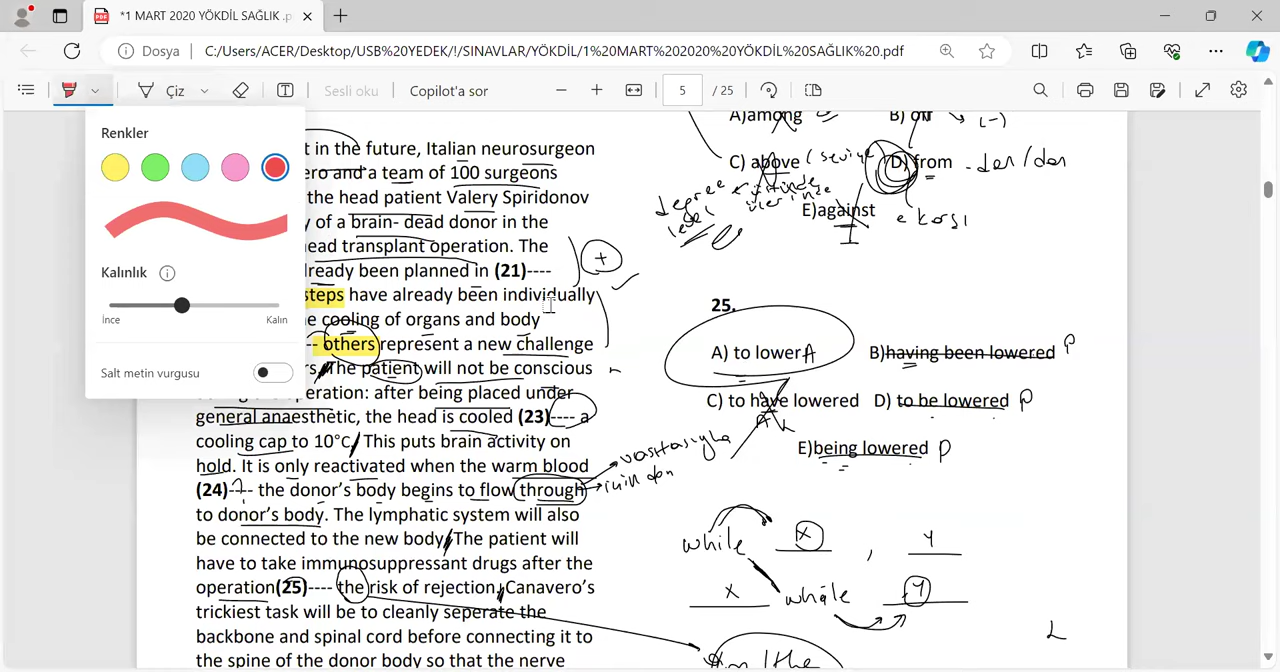 *1 MART 2020 YÖKDİL SAĞLIK .p
Dosya
C:/Users/ACER/Desktop/USB%20YEDEK/!/SINAVLAR/YÖKDİL/1%20MART%202020%20YÖKDİL%20SAĞLIK%20.pdf
Çiz
Sesli oku
Copilot'a sor
5 / 25
Renkler
Kalınlık
İnce
Kalın
Salt metin vurgusu
t in the future, Italian neurosurgeon
ero and a team of 100 surgeons
the head patient Valery Spiridonov
y of a brain- dead donor in the
head transplant operation. The
lready been planned in (21)----
steps have already been individually
e cooling of organs and body
-- others represent a new challenge
rs. The patient will not be conscious
operation: after being placed under
general anaesthetic, the head is cooled (23)---- a
cooling cap to 10°C. This puts brain activity on
hold. It is only reactivated when the warm blood
(24)---- the donor's body begins to flow through
to donor's body. The lymphatic system will also
be connected to the new body. The patient will
have to take immunosuppressant drugs after the
operation(25)---- the risk of rejection. Canavero's
trickiest task will be to cleanly seperate the
backbone and spinal cord before connecting it to
the spine of the donor body so that the nerve
+
vasıtasıyla
için den
A)among
B) on
(-)
C) above (seviye
D) from -den/dan
degree
level
E)against
e karşı
25.
A) to lower A
B)having been lowered P
C) to have lowered
D) to be lowered P
E)being lowered P
while X , Y
X while Y
L